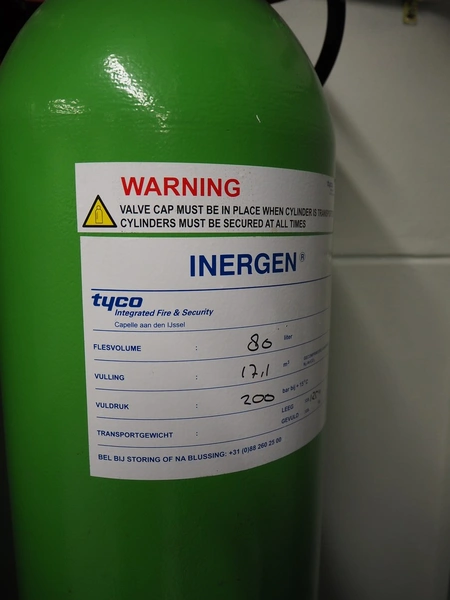 WARNING
VALVE CAP MUST BE IN PLACE WHEN CYLINDER IS
CYLINDERS MUST BE SECURED AT ALL TIMES
INERGEN ®
tyco
Integrated Fire & Security
Capelle aan den IJssel
FLESVOLUME : 80 liter
VULLING : 17,1 m³
VULDRUK : 200 bar bij + 15°C
LEEG
TRANSPORTGEWICHT : GEVULD
BEL BIJ STORING OF NA BLUSSING: +31 (0)88 260 25 00